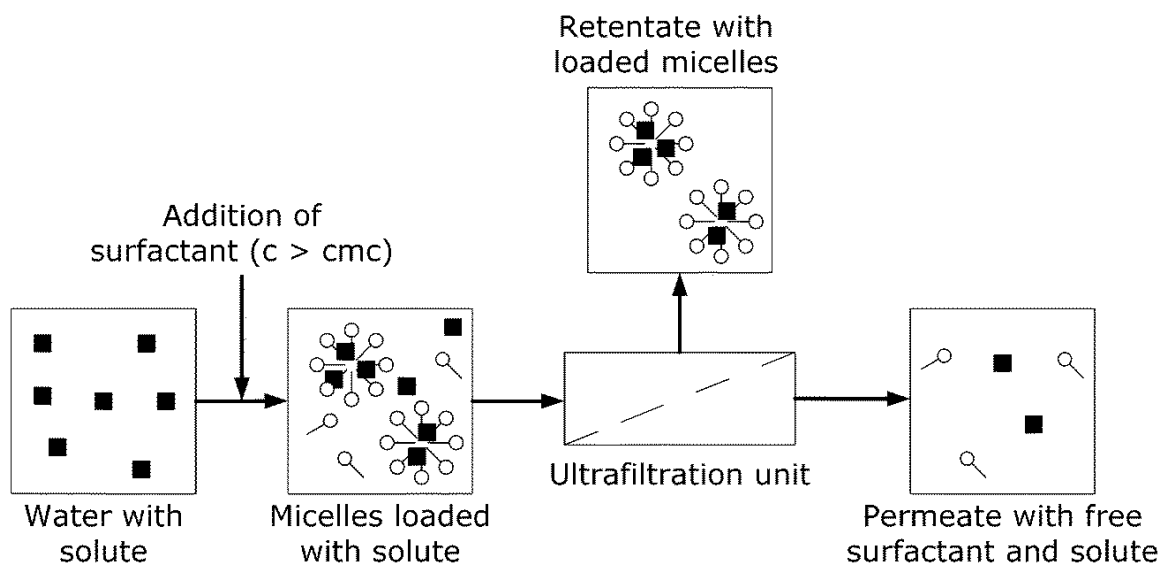 Retentate with
loaded micelles
Addition of
surfactant (c > cmc)
Water with
solute
Micelles loaded
with solute
Ultrafiltration unit
Permeate with free
surfactant and solute